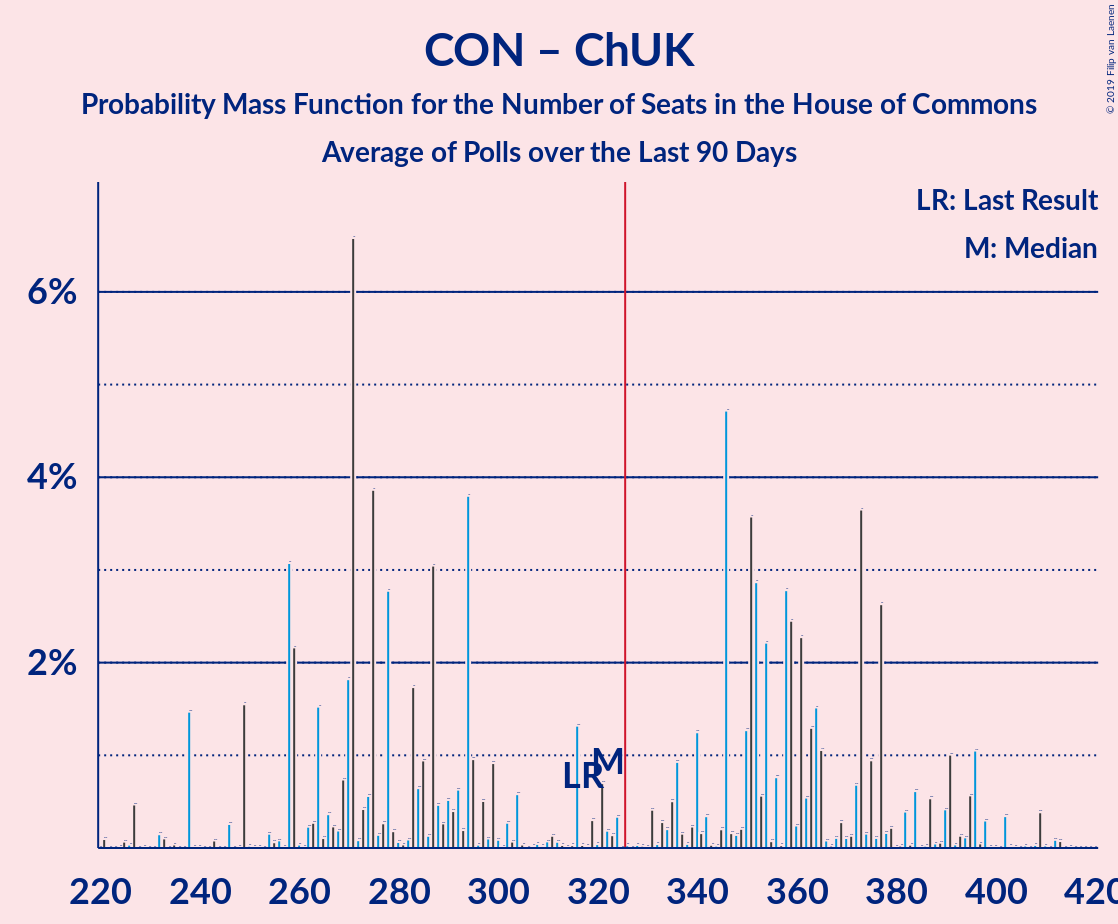 CON – ChUK
Probability Mass Function for the Number of Seats in the House of Commons
Average of Polls over the Last 90 Days
© 2019 Filip van Laenen
LR: Last Result
M: Median
6%
4%
2%
LR
M
220 240 260 280 300 320 340 360 380 400 420